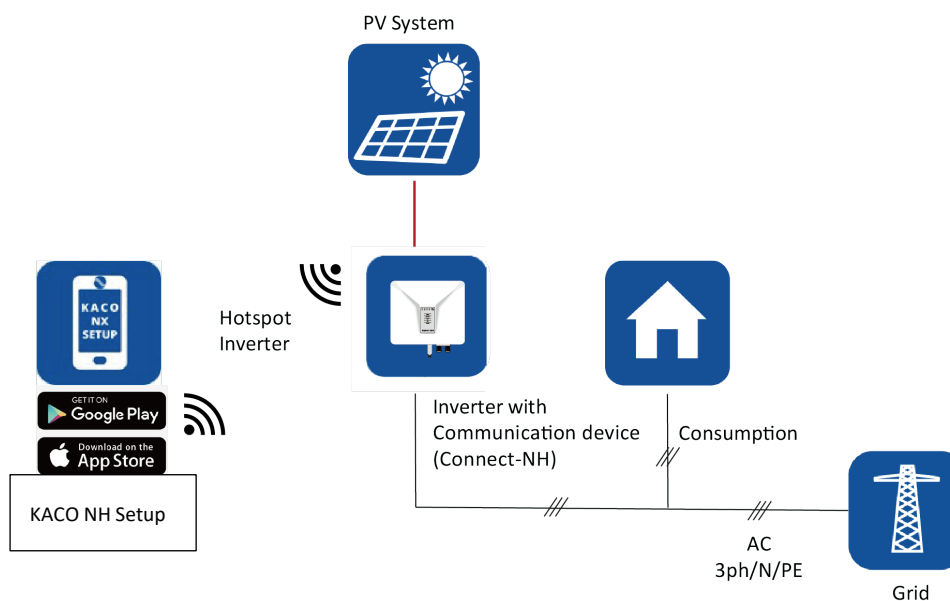 PV System
KACO
NX
SETUP
Hotspot
Inverter
GET IT ON
Google Play
Download on the
App Store
KACO NH Setup
Inverter with
Communication device
(Connect-NH)
Consumption
AC
3ph/N/PE
Grid